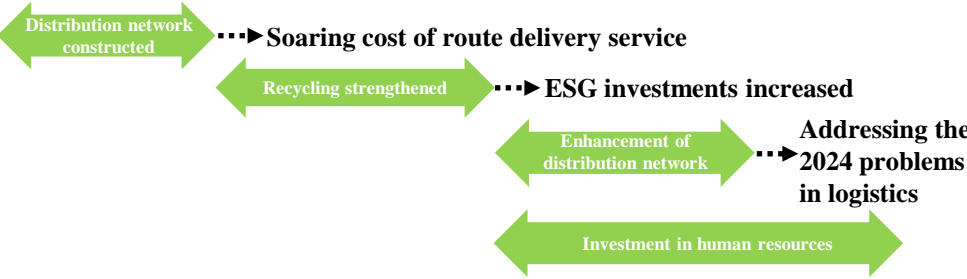 Distribution network
constructed
Soaring cost of route delivery service
Recycling strengthened
ESG investments increased
Enhancement of
distribution network
Addressing the
2024 problems
in logistics
Investment in human resources